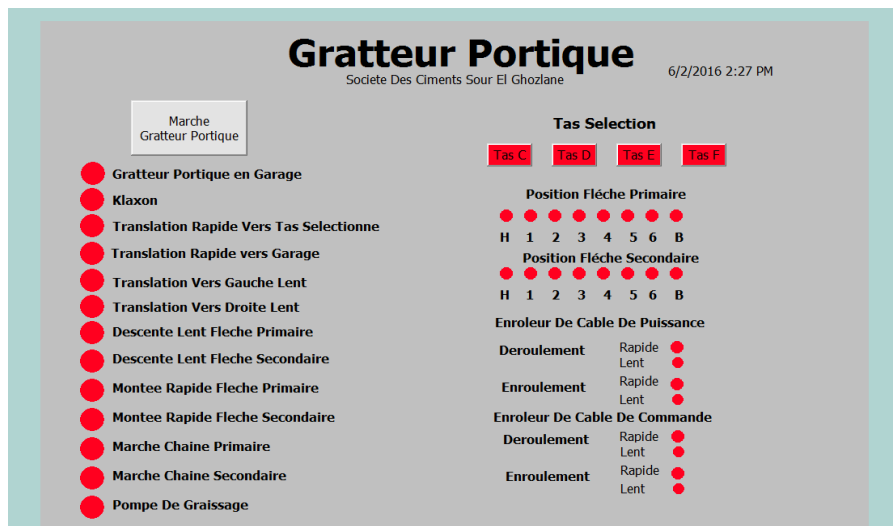 Gratteur Portique
Societe Des Ciments Sour El Ghozlane
6/2/2016 2:27 PM
Marche
Gratteur Portique
Gratteur Portique en Garage
Klaxon
Translation Rapide Vers Tas Selectionne
Translation Rapide vers Garage
Translation Vers Gauche Lent
Translation Vers Droite Lent
Descente Lent Fleche Primaire
Descente Lent Fleche Secondaire
Montee Rapide Fleche Primaire
Montee Rapide Fleche Secondaire
Marche Chaine Primaire
Marche Chaine Secondaire
Pompe De Graissage
Tas Selection
Tas C Tas D Tas E Tas F
Position Fléche Primaire
H 1 2 3 4 5 6 B
Position Fléche Secondaire
H 1 2 3 4 5 6 B
Enroleur De Cable De Puissance
Deroulement Rapide
Lent
Enroulement Rapide
Lent
Enroleur De Cable De Commande
Deroulement Rapide
Lent
Enroulement Rapide
Lent